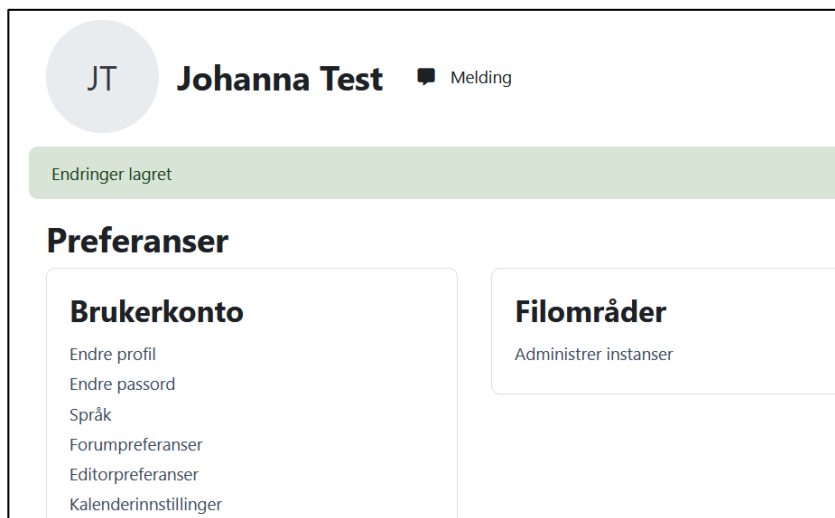 JT
Johanna Test
Melding
Endringer lagret
Preferanser
Brukerkonto
Endre profil
Endre passord
Språk
Forumpreferanser
Editorpreferanser
Kalenderinnstillinger
Filområder
Administrer instanser